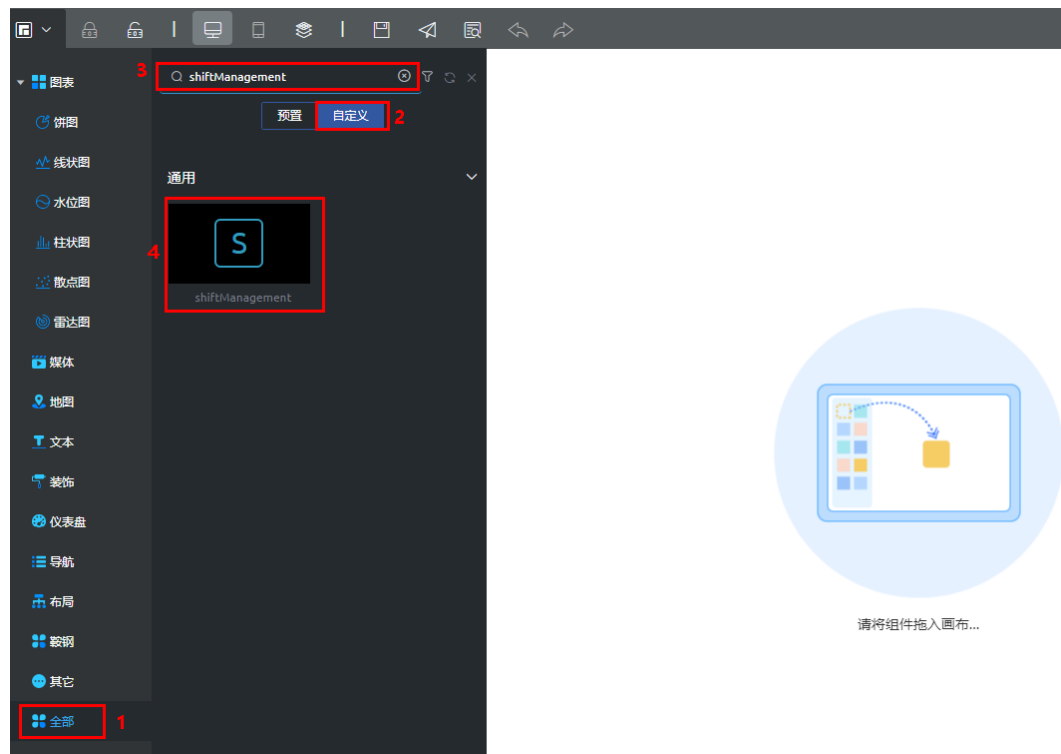 图表
饼图
线状图
水位图
柱状图
散点图
雷达图
媒体
地图
文本
装饰
仪表盘
导航
布局
鞍钢
其它
全部
1
3
shiftManagement
预置
自定义
2
通用
4
S
shiftManagement
请将组件拖入画布...